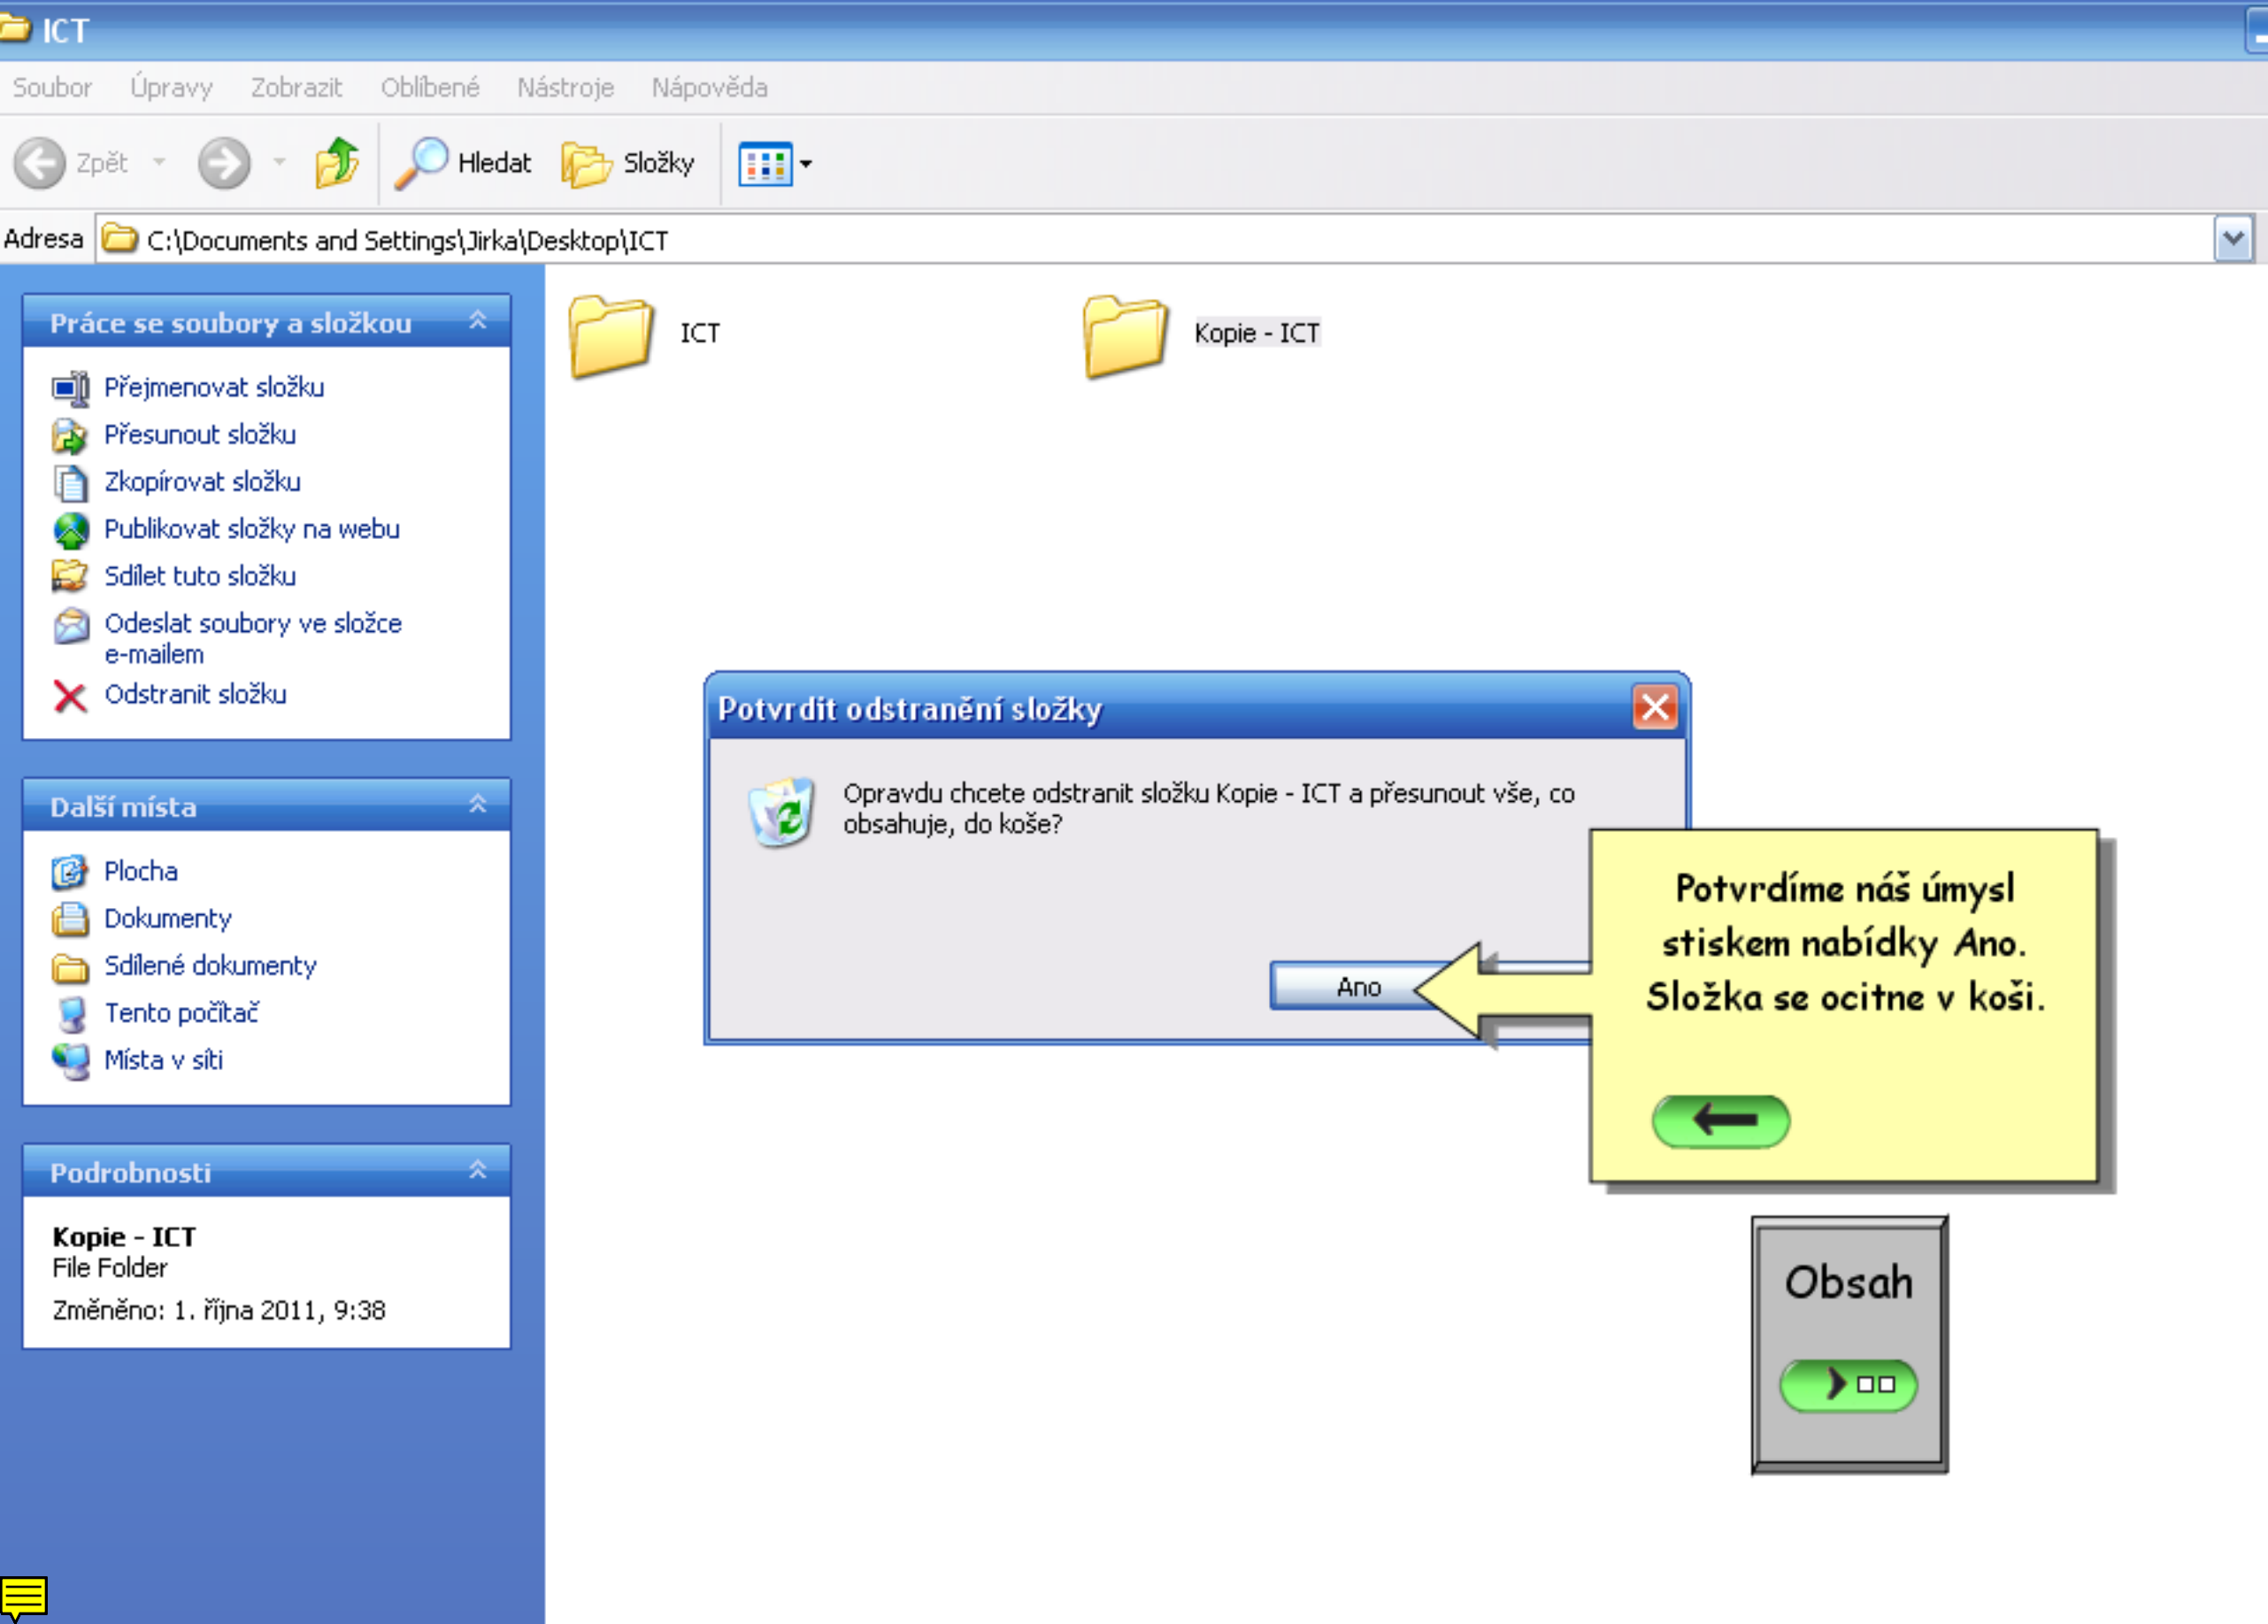 ICT
Soubor Úpravy Zobrazit Oblíbené Nástroje Nápověda
Zpět Hledat Složky
Adresa C:\Documents and Settings\Jirka\Desktop\ICT
Práce se soubory a složkou
Přejmenovat složku
Přesunout složku
Zkopírovat složku
Publikovat složky na webu
Sdílet tuto složku
Odeslat soubory ve složce
e-mailem
Odstranit složku
Další místa
Plocha
Dokumenty
Sdílené dokumenty
Tento počítač
Místa v síti
Podrobnosti
Kopie - ICT
File Folder
Změněno: 1. října 2011, 9:38
ICT
Kopie - ICT
Potvrdit odstranění složky
Opravdu chcete odstranit složku Kopie - ICT a přesunout vše, co
obsahuje, do koše?
Ano
Potvrdíme náš úmysl
stiskem nabídky Ano.
Složka se ocitne v koši.
Obsah